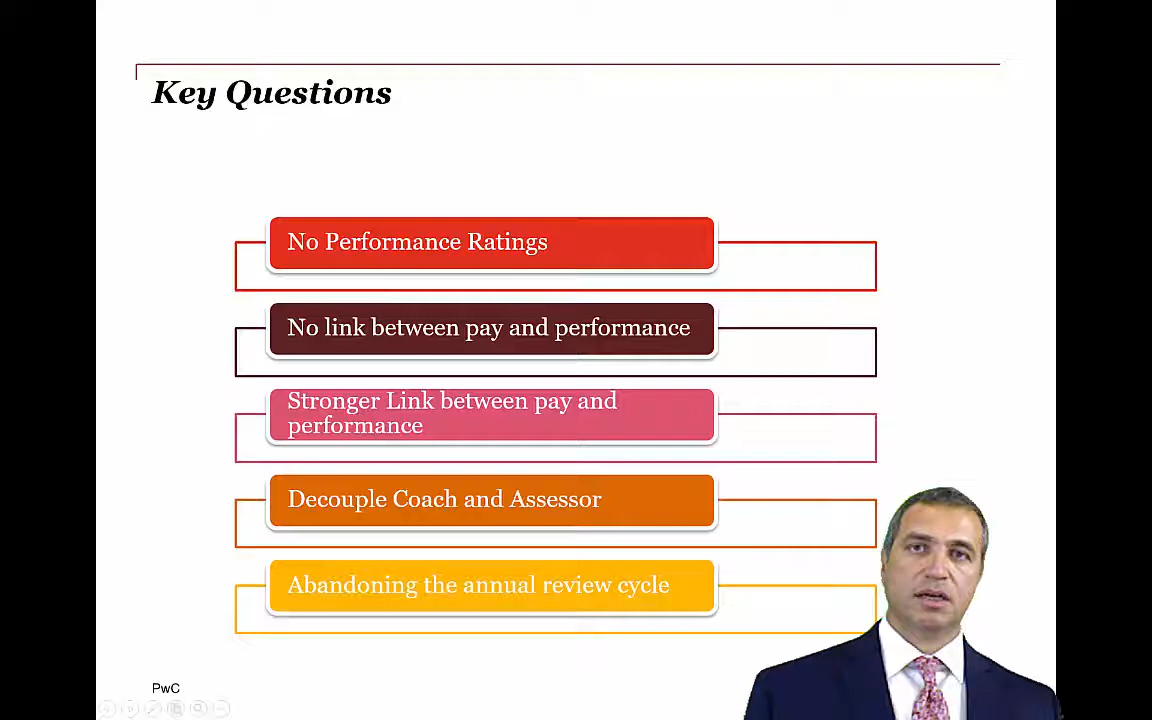 Key Questions
No Performance Ratings
No link between pay and performance
Stronger Link between pay and
performance
Decouple Coach and Assessor
Abandoning the annual review cycle
PwC